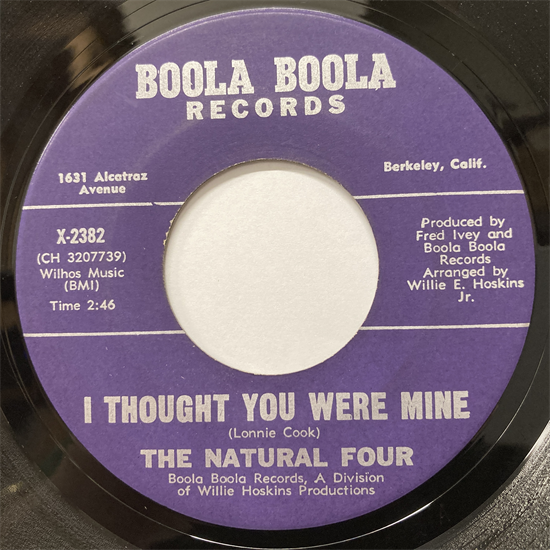 BOOLA BOOLA
RECORDS
1631 Alcatraz
Avenue
Berkeley, Calif.
X-2382
(CH 3207739)
Wilhos Music
(BMI)
Time 2:46
Produced by
Fred Ivey and
Boola Boola
Records
Arranged by
Willie E. Hoskins
Jr.
I THOUGHT YOU WERE MINE
(Lonnie Cook)
THE NATURAL FOUR
Boola Boola Records, A Division
of Willie Hoskins Productions